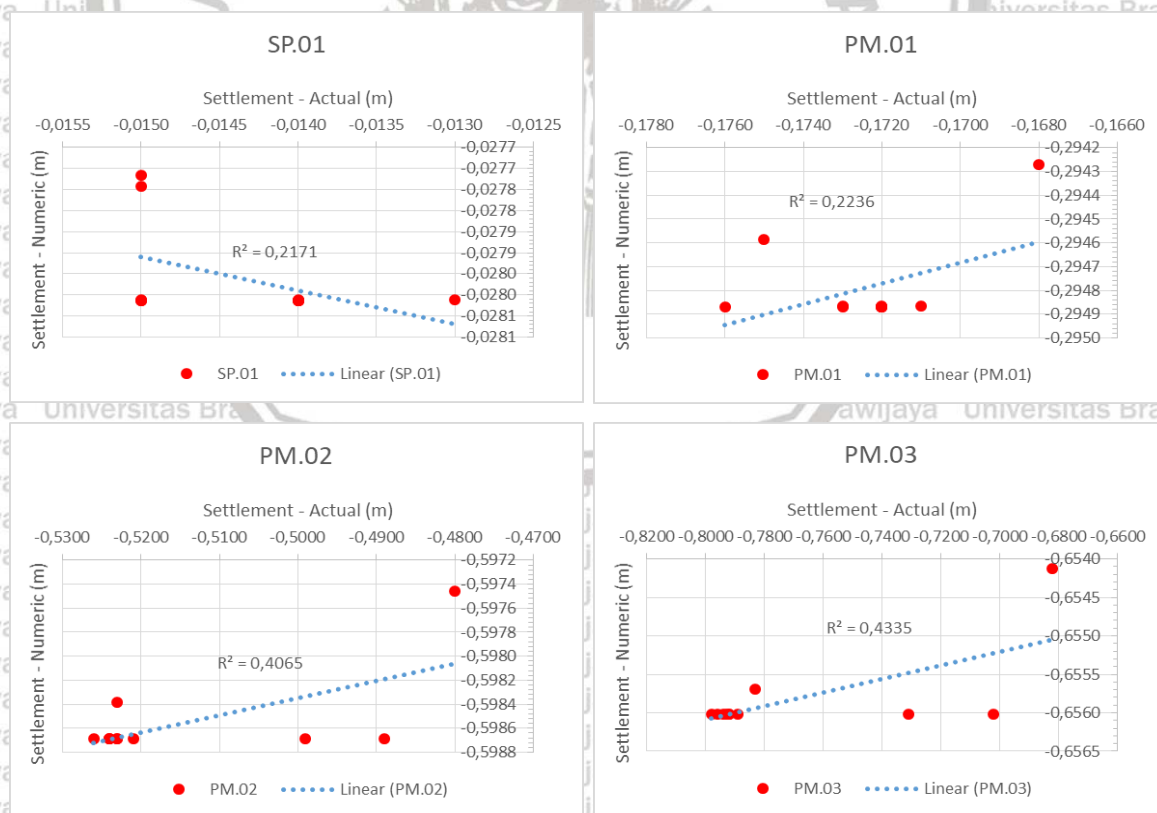 SP.01
Settlement - Actual (m)
-0,0155 -0,0150 -0,0145 -0,0140 -0,0135 -0,0130 -0,0125
Settlement - Numeric (m)
-0,0277
-0,0278
-0,0278
-0,0279
-0,0279
-0,0280
-0,0280
-0,0281
-0,0281
R² = 0,2171
SP.01 Linear (SP.01)
PM.01
Settlement - Actual (m)
-0,1780 -0,1760 -0,1740 -0,1720 -0,1700 -0,1680 -0,1660
Settlement - Numeric (m)
-0,2942
-0,2943
-0,2944
-0,2945
-0,2946
-0,2947
-0,2948
-0,2949
-0,2950
R² = 0,2236
PM.01 Linear (PM.01)
Universitas Bra
awijaya Universitas Bra
PM.02
Settlement - Actual (m)
-0,5300 -0,5200 -0,5100 -0,5000 -0,4900 -0,4800 -0,4700
Settlement - Numeric (m)
-0,5972
-0,5974
-0,5976
-0,5978
-0,5980
-0,5982
-0,5984
-0,5986
-0,5988
R² = 0,4065
PM.02 Linear (PM.02)
PM.03
Settlement - Actual (m)
-0,8200 -0,8000 -0,7800 -0,7600 -0,7400 -0,7200 -0,7000 -0,6800 -0,6600
Settlement - Numeric (m)
-0,6540
-0,6545
-0,6550
-0,6555
-0,6560
-0,6565
R² = 0,4335
PM.03 Linear (PM.03)